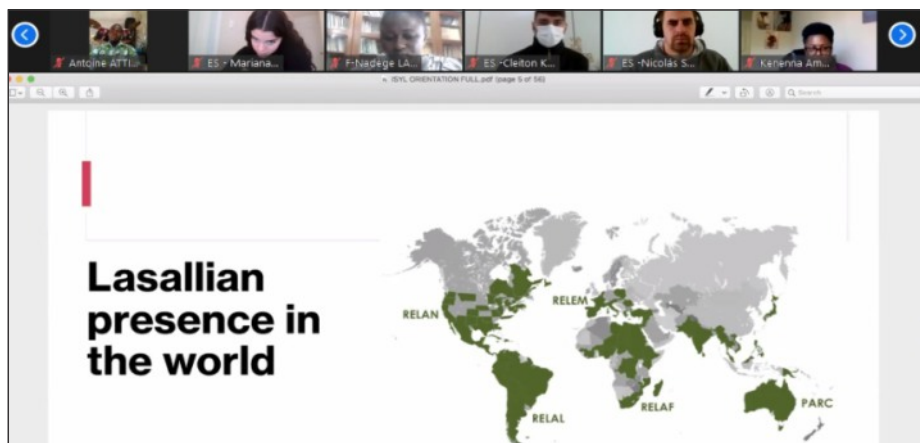 Antoine ATTI...
ES - Mariana...
F-Nadège LA...
ES -Cleiton K...
ES -Nicolás S...
Kenenna Am...
ISYL ORIENTATION FULL.pdf (page 5 of 56)
Search
Lasallian
presence in
the world
RELAN
RELEM
RELAL
RELAF
PARC